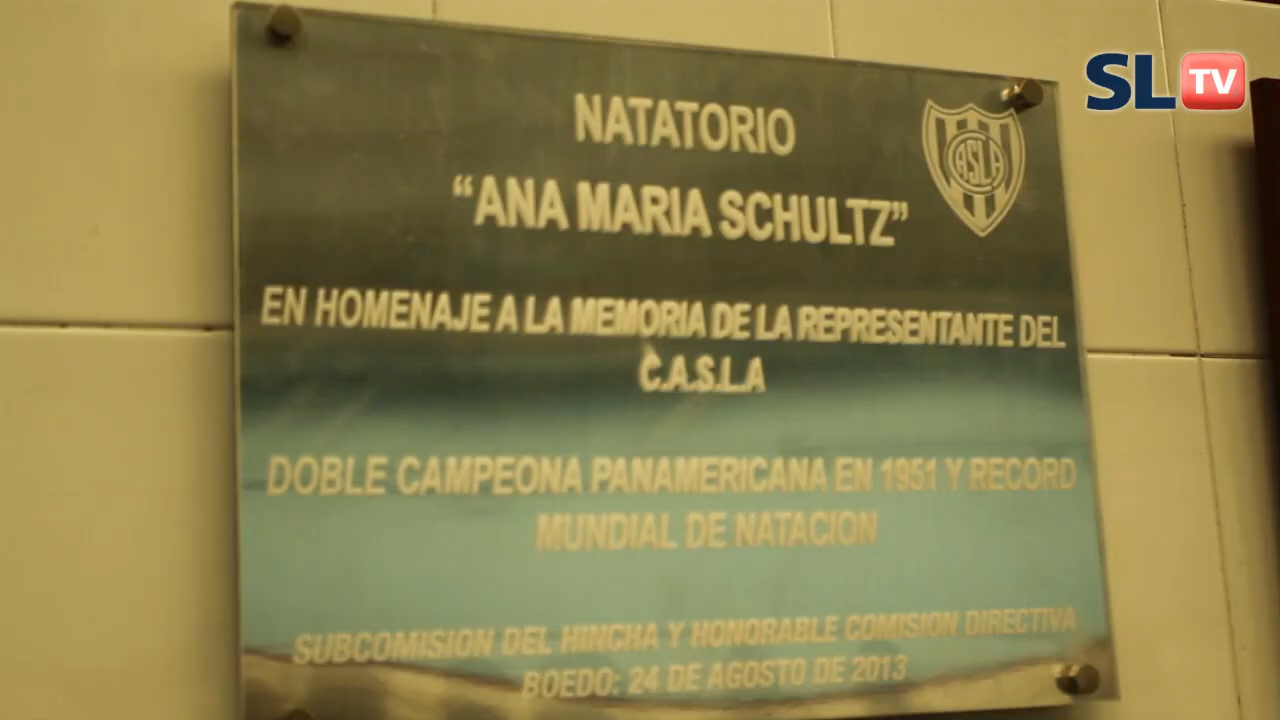 SL TV
NATATORIO
CASLA
“ANA MARIA SCHULTZ”
EN HOMENAJE A LA MEMORIA DE LA REPRESENTANTE DEL
C.A.S.L.A
DOBLE CAMPEONA PANAMERICANA EN 1951 Y RECORD
MUNDIAL DE NATACION
SUBCOMISION DEL HINCHA Y HONORABLE COMISION DIRECTIVA
BOEDO: 24 DE AGOSTO DE 2013